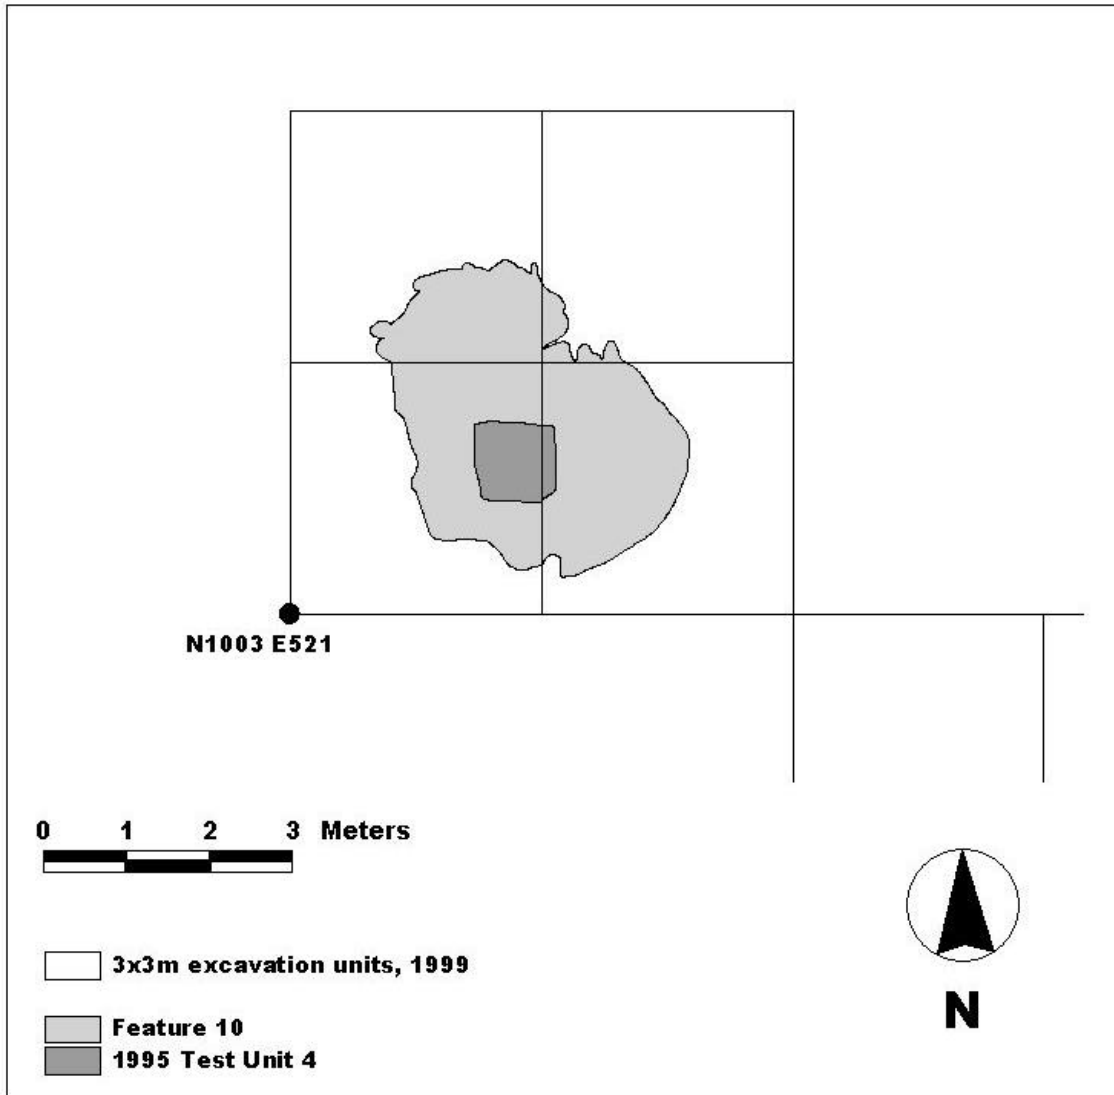 N1003 E521
0 1 2 3 Meters
3x3m excavation units, 1999
Feature 10
1995 Test Unit 4
N